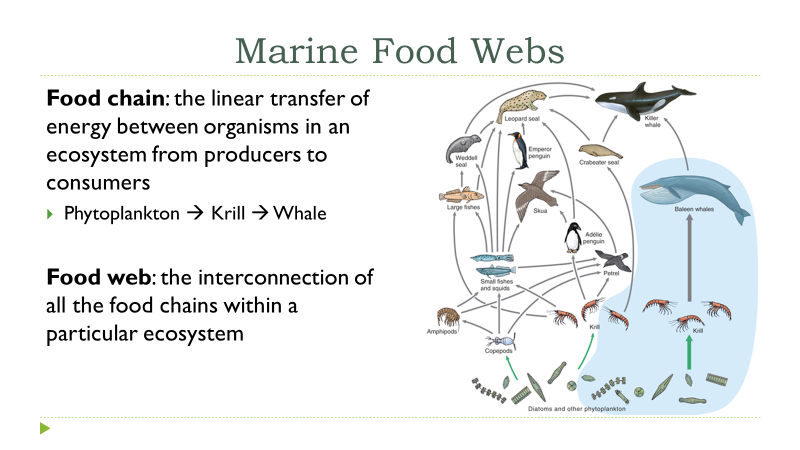 Marine Food Webs
Food chain: the linear transfer of
energy between organisms in an
ecosystem from producers to
consumers
Phytoplankton → Krill → Whale
Food web: the interconnection of
all the food chains within a
particular ecosystem
Leopard seal
Killer
whale
Weddell
seal
Emperor
penguin
Crabeater seal
Large fishes
Skua
Baleen whales
Adélie
penguin
Petrel
Small fishes
and squids
Amphipods
Krill
Krill
Copepods
Diatoms and other phytoplankton